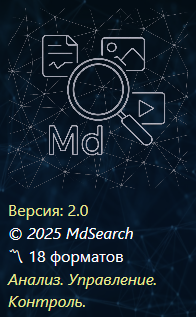 Md
Версия: 2.0
© 2025 MdSearch
〽 18 форматов
Анализ. Управление.
Контроль.